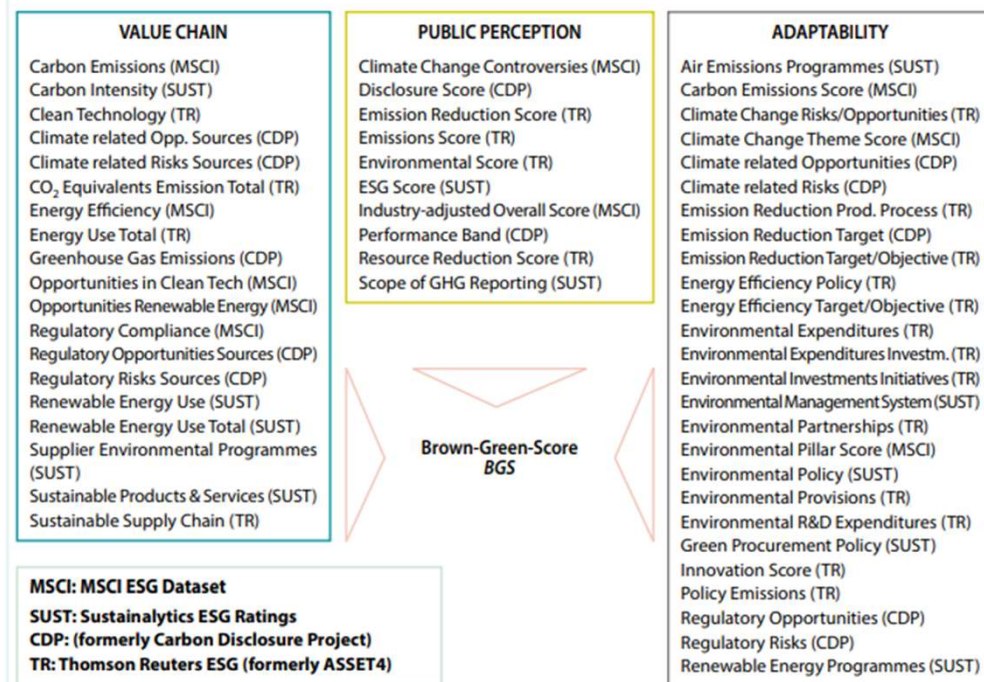 VALUE CHAIN
Carbon Emissions (MSCI)
Carbon Intensity (SUST)
Clean Technology (TR)
Climate related Opp. Sources (CDP)
Climate related Risks Sources (CDP)
CO₂ Equivalents Emission Total (TR)
Energy Efficiency (MSCI)
Energy Use Total (TR)
Greenhouse Gas Emissions (CDP)
Opportunities in Clean Tech (MSCI)
Opportunities Renewable Energy (MSCI)
Regulatory Compliance (MSCI)
Regulatory Opportunities Sources (CDP)
Regulatory Risks Sources (CDP)
Renewable Energy Use (SUST)
Renewable Energy Use Total (SUST)
Supplier Environmental Programmes
(SUST)
Sustainable Products & Services (SUST)
Sustainable Supply Chain (TR)
PUBLIC PERCEPTION
Climate Change Controversies (MSCI)
Disclosure Score (CDP)
Emission Reduction Score (TR)
Emissions Score (TR)
Environmental Score (TR)
ESG Score (SUST)
Industry-adjusted Overall Score (MSCI)
Performance Band (CDP)
Resource Reduction Score (TR)
Scope of GHG Reporting (SUST)
ADAPTABILITY
Air Emissions Programmes (SUST)
Carbon Emissions Score (MSCI)
Climate Change Risks/Opportunities (TR)
Climate Change Theme Score (MSCI)
Climate related Opportunities (CDP)
Climate related Risks (CDP)
Emission Reduction Prod. Process (TR)
Emission Reduction Target (CDP)
Emission Reduction Target/Objective (TR)
Energy Efficiency Policy (TR)
Energy Efficiency Target/Objective (TR)
Environmental Expenditures (TR)
Environmental Expenditures Investm. (TR)
Environmental Investments Initiatives (TR)
Environmental Management System (SUST)
Environmental Partnerships (TR)
Environmental Pillar Score (MSCI)
Environmental Policy (SUST)
Environmental Provisions (TR)
Environmental R&D Expenditures (TR)
Green Procurement Policy (SUST)
Innovation Score (TR)
Policy Emissions (TR)
Regulatory Opportunities (CDP)
Regulatory Risks (CDP)
Renewable Energy Programmes (SUST)
Brown-Green-Score
BGS
MSCI: MSCI ESG Dataset
SUST: Sustainalytics ESG Ratings
CDP: (formerly Carbon Disclosure Project)
TR: Thomson Reuters ESG (formerly ASSET4)